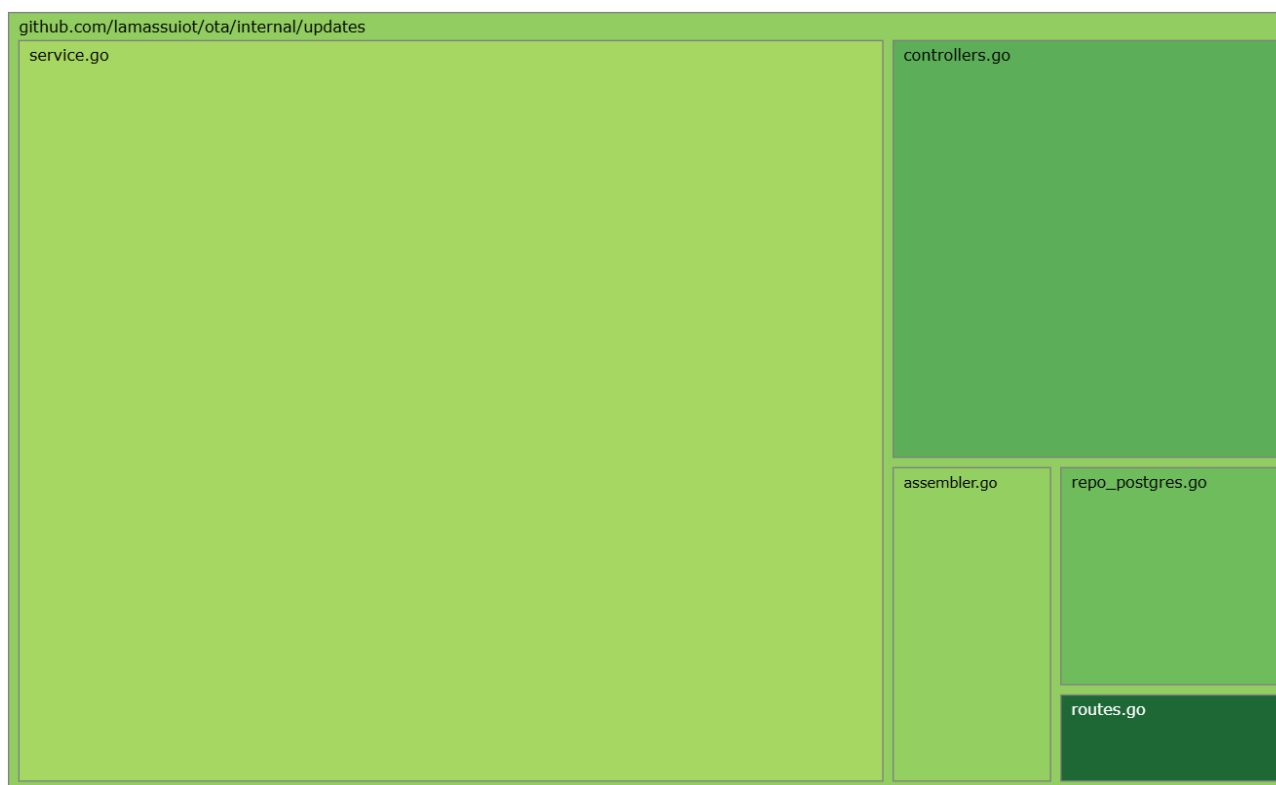 github.com/lamassuiot/ota/internal/updates
service.go
controllers.go
assembler.go
repo_postgres.go
routes.go